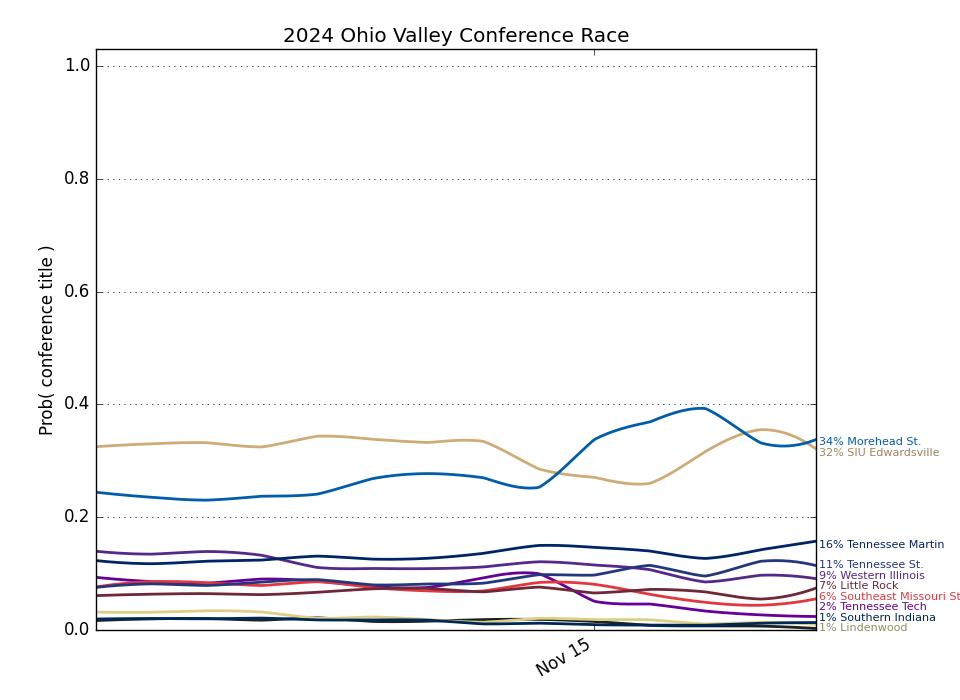 2024 Ohio Valley Conference Race
Prob( conference title )
1.0
0.8
0.6
0.4
0.2
0.0
Nov 15
34% Morehead St.
32% SIU Edwardsville
16% Tennessee Martin
11% Tennessee St.
9% Western Illinois
7% Little Rock
6% Southeast Missouri St
2% Tennessee Tech
1% Southern Indiana
1% Lindenwood